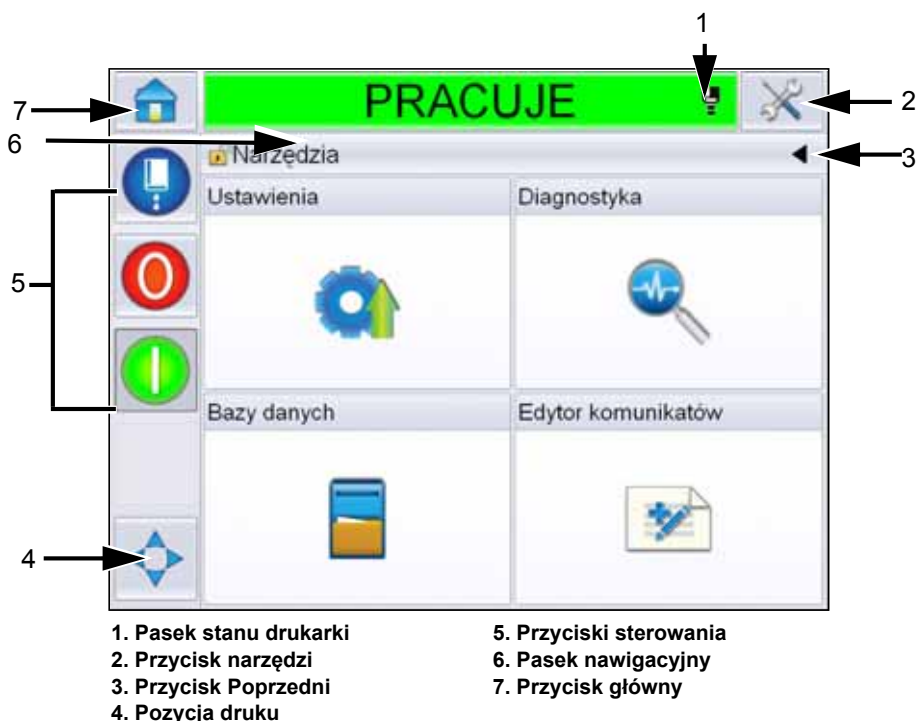 1
PRACUJE
2
7
6
Narzędzia
3
Ustawienia
Diagnostyka
5
Bazy danych
Edytor komunikatów
4
1. Pasek stanu drukarki
2. Przycisk narzędzi
3. Przycisk Poprzedni
4. Pozycja druku
5. Przyciski sterowania
6. Pasek nawigacyjny
7. Przycisk główny